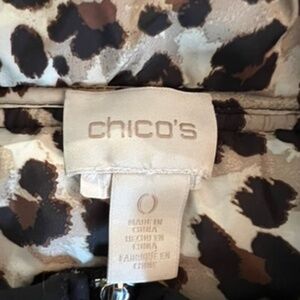 chico's
0
MADE IN
CHINA
HECHO EN
CHINA
FABRIQUÉ EN
CHINE